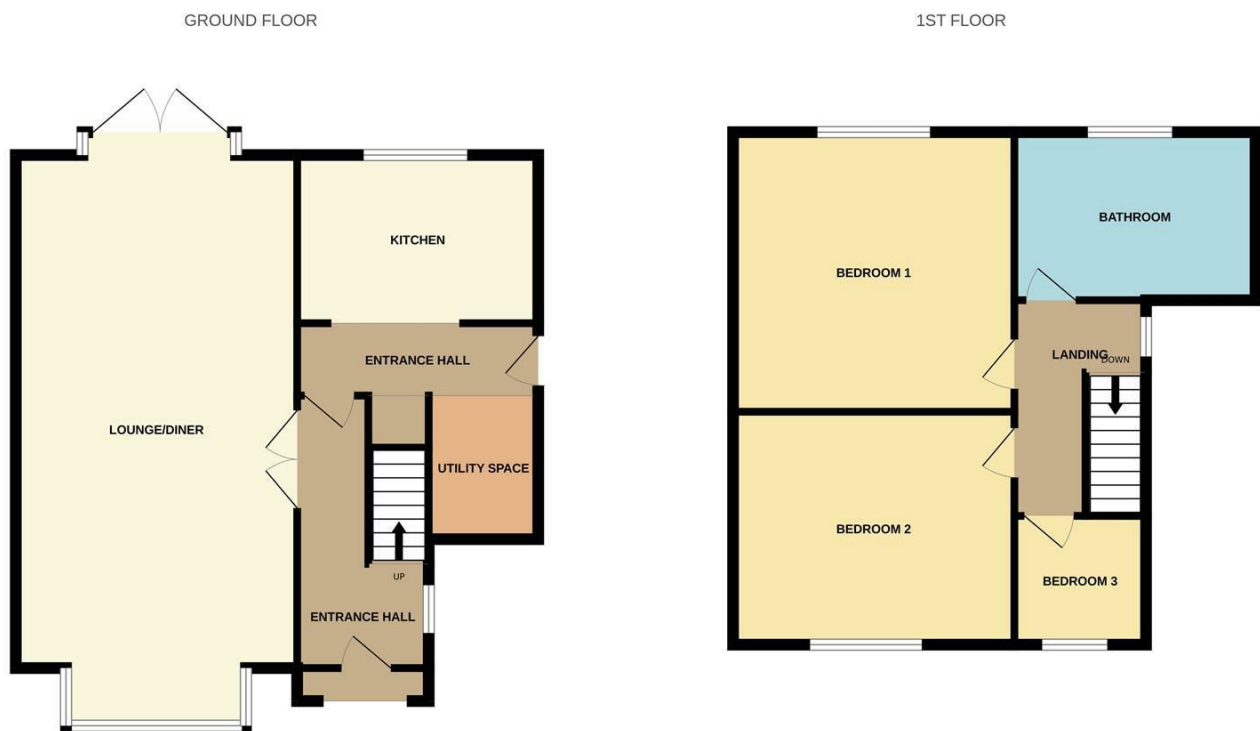 GROUND FLOOR
KITCHEN
ENTRANCE HALL
LOUNGE/DINER
UTILITY SPACE
UP
ENTRANCE HALL
1ST FLOOR
BATHROOM
BEDROOM 1
LANDING
DOWN
BEDROOM 2
BEDROOM 3